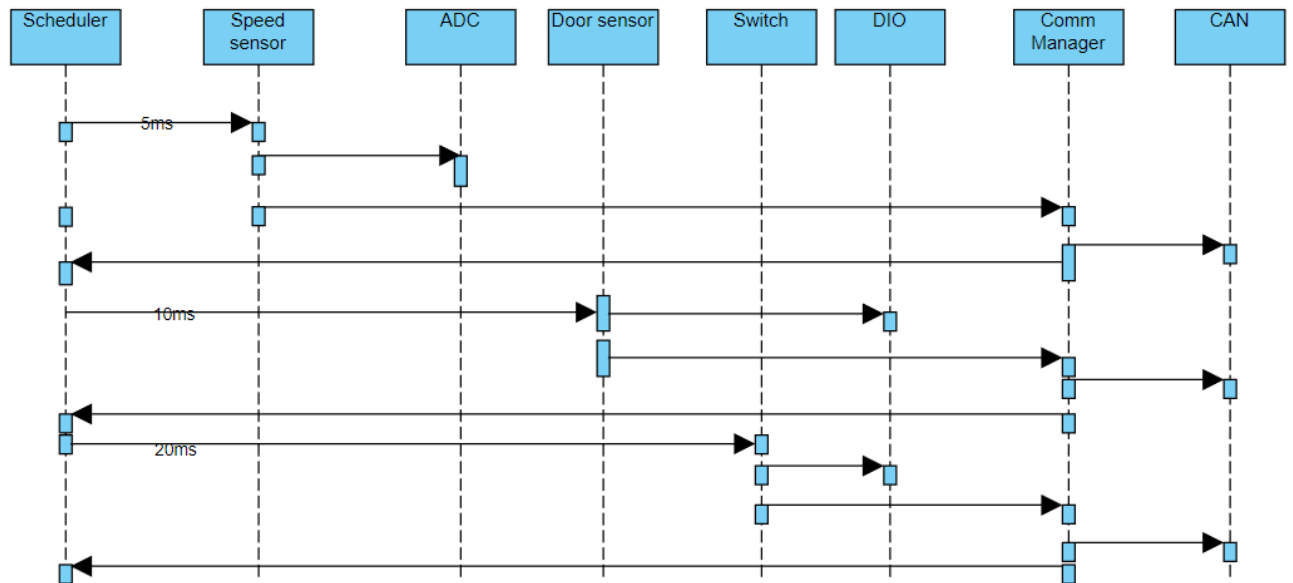 Scheduler
Speed
sensor
ADC
Door sensor
Switch
DIO
Comm
Manager
CAN
5ms
10ms
20ms